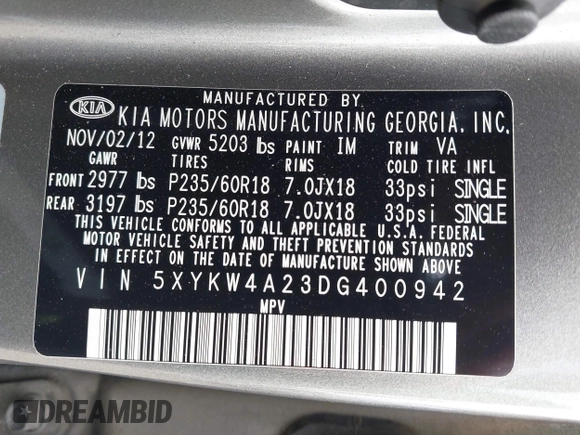 MANUFACTURED BY
KIA KIA MOTORS MANUFACTURING GEORGIA, INC.
NOV/02/12 GVWR 5203 lbs PAINT IM TRIM VA
GAWR TIRES RIMS COLD TIRE INFL
FRONT 2977 lbs P235/60R18 7.0JX18 33psi SINGLE
REAR 3197 lbs P235/60R18 7.0JX18 33psi SINGLE
THIS VEHICLE CONFORMS TO ALL APPLICABLE U.S.A. FEDERAL
MOTOR VEHICLE SAFETY AND THEFT PREVENTION STANDARDS
IN EFFECT ON THE DATE OF MANUFACTURE SHOWN ABOVE
VIN 5XYKW4A23DG400942
MPV
DREAMBID